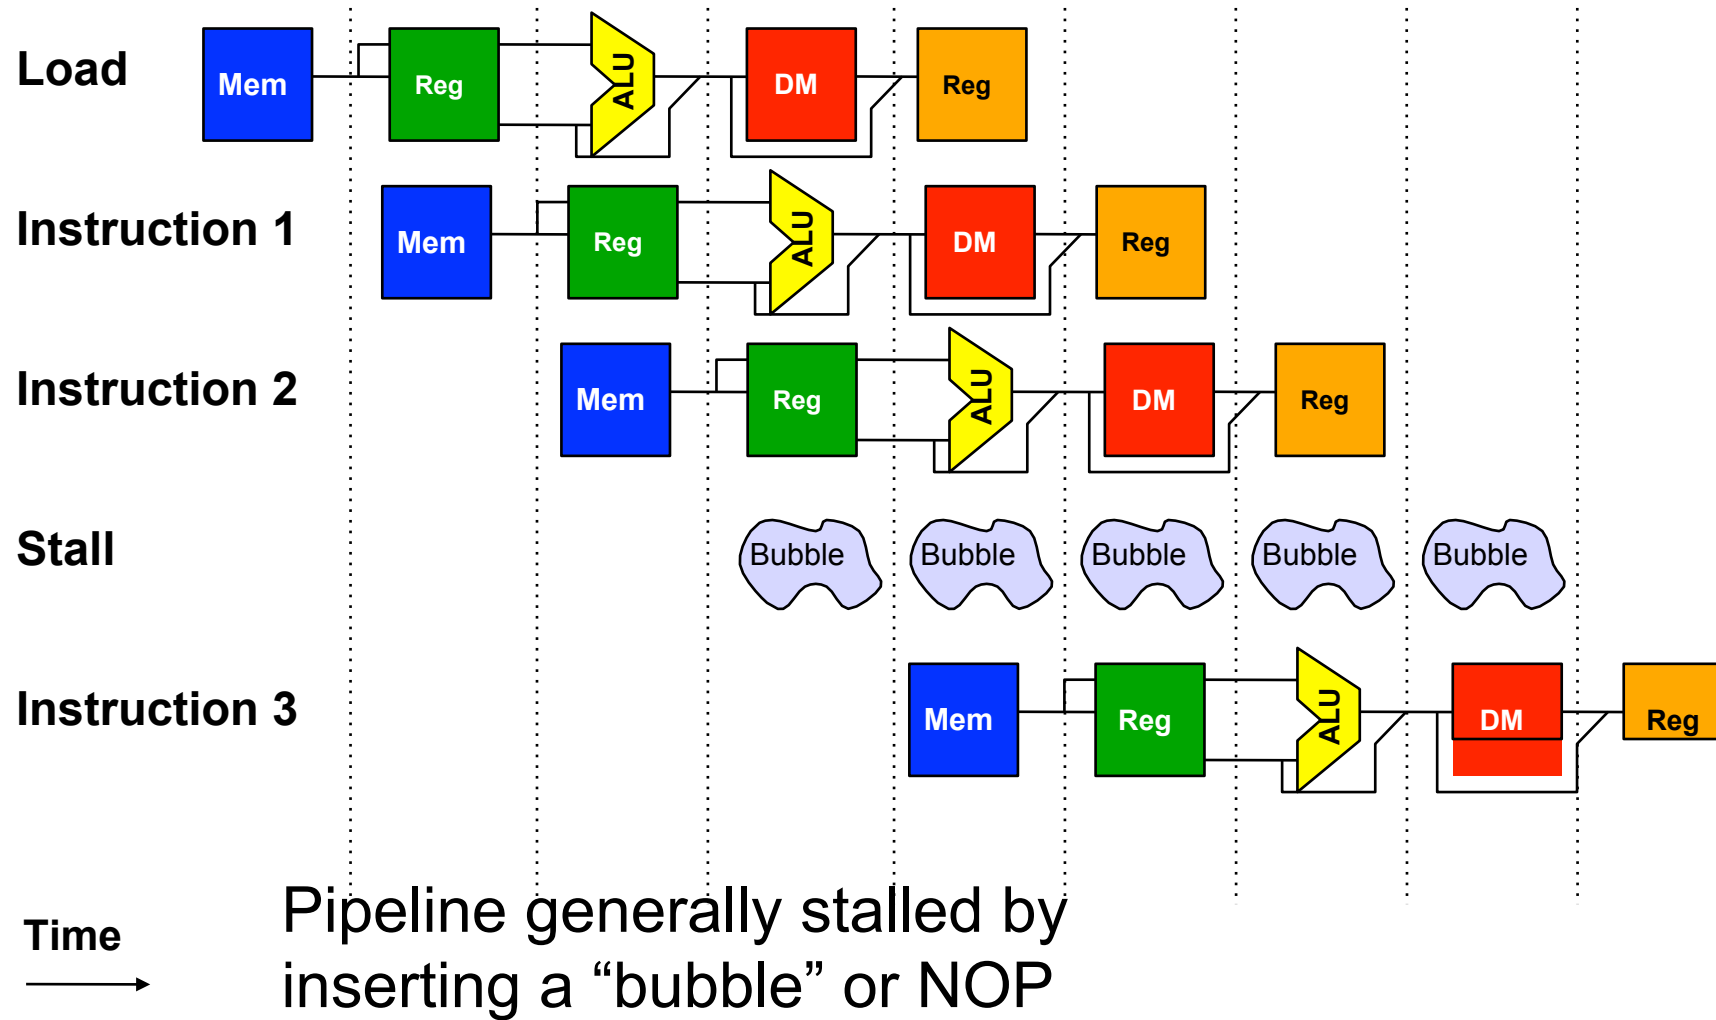 Load Mem Reg ALU DM Reg
Instruction 1 Mem Reg ALU DM Reg
Instruction 2 Mem Reg ALU DM Reg
Stall Bubble Bubble Bubble Bubble Bubble
Instruction 3 Mem Reg ALU DM Reg
Time
Pipeline generally stalled by
inserting a “bubble” or NOP